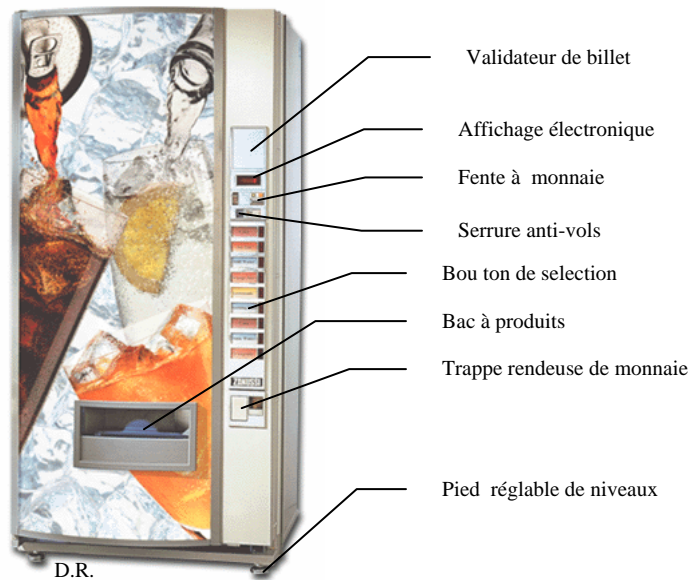 Validateur de billet
Affichage électronique
Fente à monnaie
Serrure anti-vols
Bou ton de selection
Bac à produits
ZANUSSI
Trappe rendeuse de monnaie
Pied réglable de niveaux
D.R.